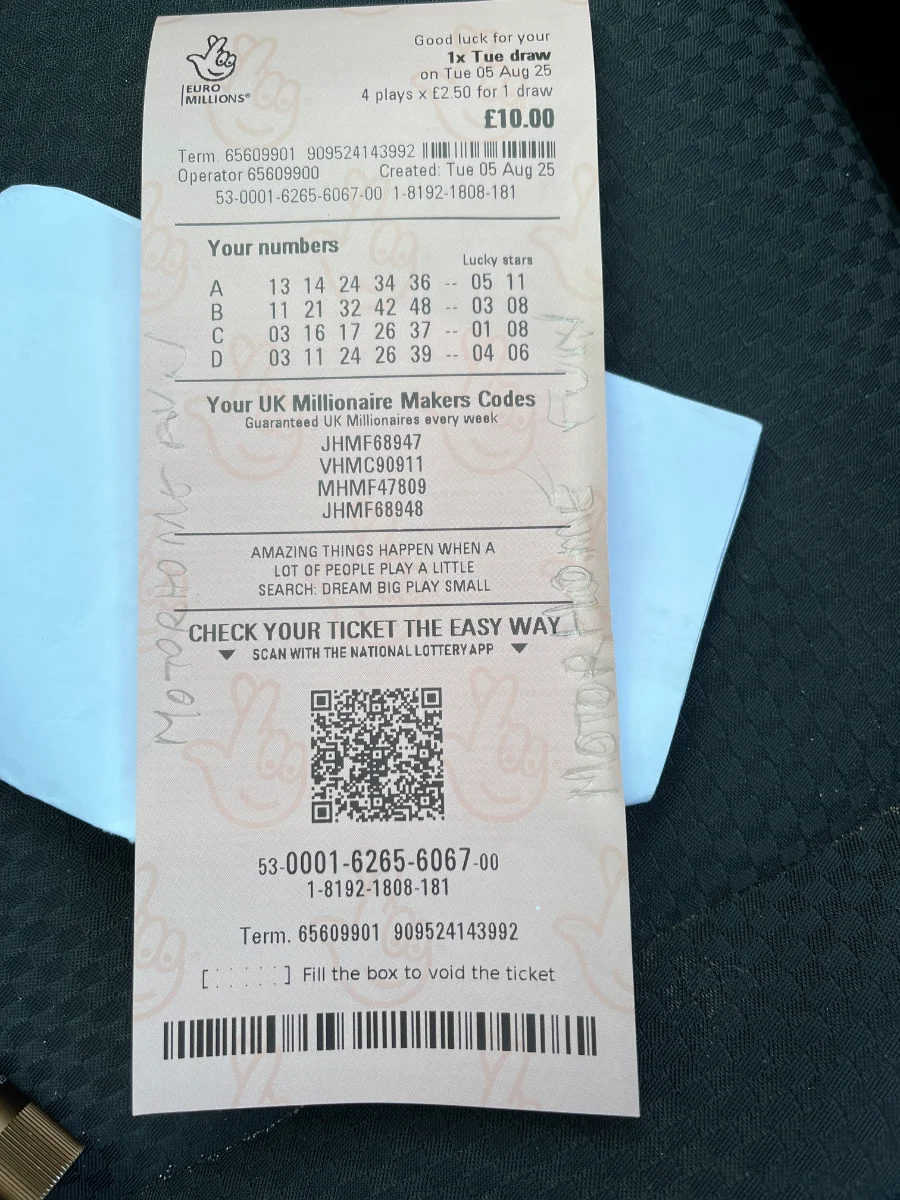 EURO
MILLIONS®
Good luck for your
1x Tue draw
on Tue 05 Aug 25
4 plays x £2.50 for 1 draw
£10.00
Term. 65609901 909524143992
Operator 65609900 Created: Tue 05 Aug 25
53-0001-6265-6067-00 1-8192-1808-181
Your numbers
Lucky stars
A 13 14 24 34 36 -- 05 11
B 11 21 32 42 48 -- 03 08
C 03 16 17 26 37 -- 01 08
D 03 11 24 26 39 -- 04 06
Your UK Millionaire Makers Codes
Guaranteed UK Millionaires every week
JHMF68947
VHMC90911
MHMF47809
JHMF68948
AMAZING THINGS HAPPEN WHEN A
LOT OF PEOPLE PLAY A LITTLE
SEARCH: DREAM BIG PLAY SMALL
CHECK YOUR TICKET THE EASY WAY
SCAN WITH THE NATIONAL LOTTERY APP
53-0001-6265-6067-00
1-8192-1808-181
Term. 65609901 909524143992
[ ] Fill the box to void the ticket
MOTORHOME
MOTORHOME FUN